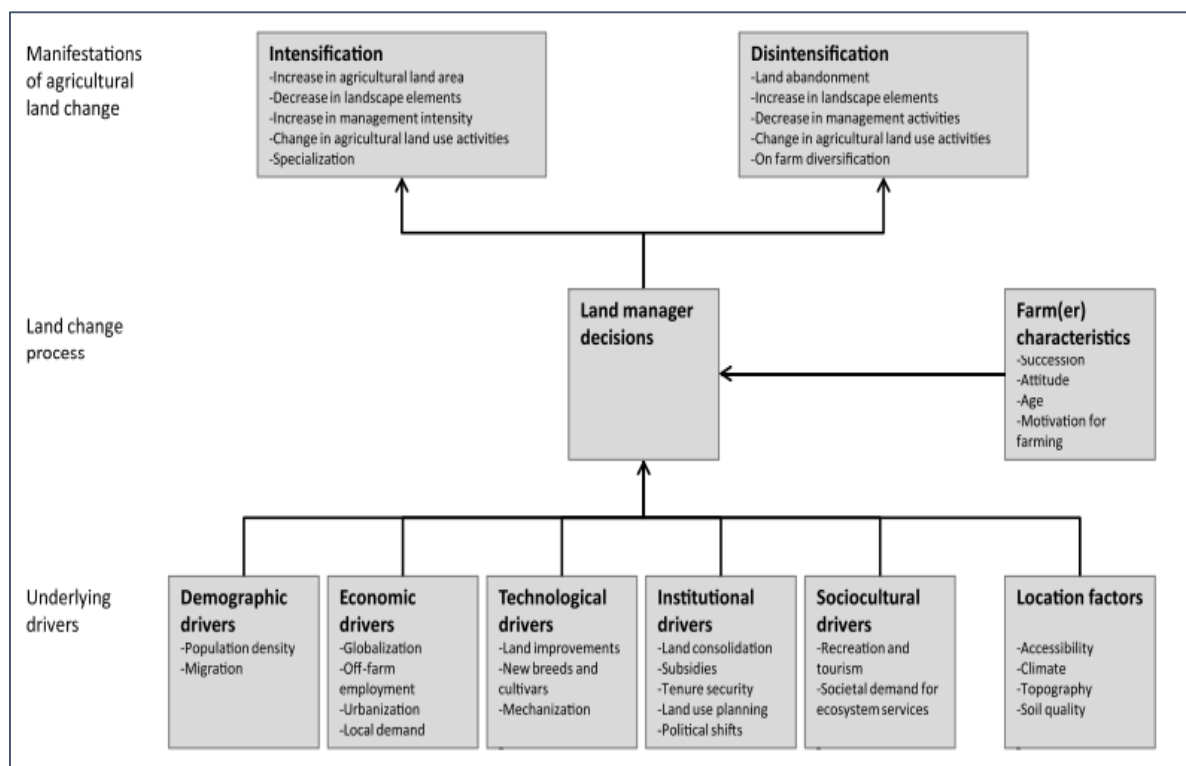 Manifestations
of agricultural
land change
Intensification
-Increase in agricultural land area
-Decrease in landscape elements
-Increase in management intensity
-Change in agricultural land use activities
-Specialization
Disintensification
-Land abandonment
-Increase in landscape elements
-Decrease in management activities
-Change in agricultural land use activities
-On farm diversification
Land change
process
Land manager
decisions
Farm(er)
characteristics
-Succession
-Attitude
-Age
-Motivation for
farming
Underlying
drivers
Demographic
drivers
-Population density
-Migration
Economic
drivers
-Globalization
-Off-farm
employment
-Urbanization
-Local demand
Technological
drivers
-Land improvements
-New breeds and
cultivars
-Mechanization
-
Institutional
drivers
-Land consolidation
-Subsidies
-Tenure security
-Land use planning
-Political shifts
-
Sociocultural
drivers
-Recreation and
tourism
-Societal demand for
ecosystem services
-
Location factors
-Accessibility
-Climate
-Topography
-Soil quality
-